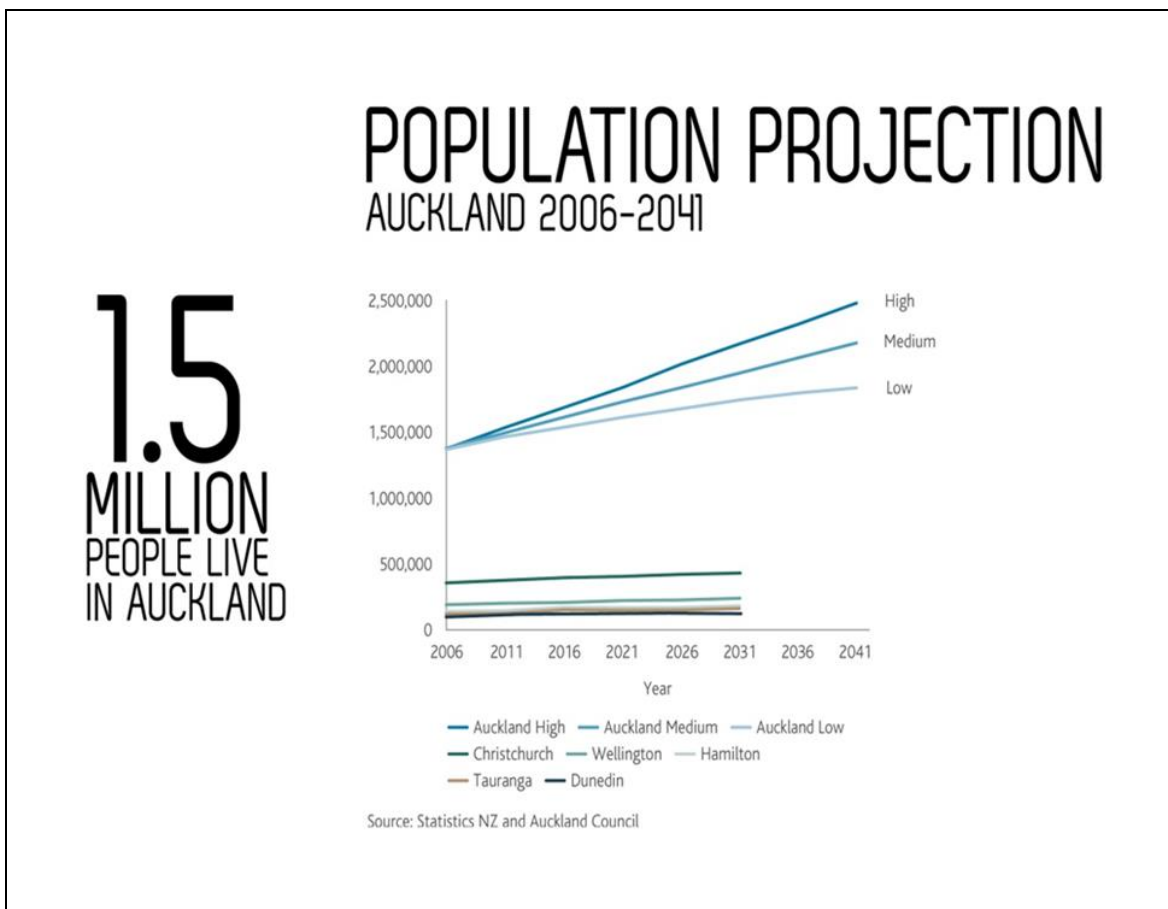 POPULATION PROJECTION
AUCKLAND 2006-2041
1.5
MILLION
PEOPLE LIVE
IN AUCKLAND
2,500,000
2,000,000
1,500,000
1,000,000
500,000
0
High
Medium
Low
2006 2011 2016 2021 2026 2031 2036 2041
Year
Auckland High Auckland Medium Auckland Low
Christchurch Wellington Hamilton
Tauranga Dunedin
Source: Statistics NZ and Auckland Council